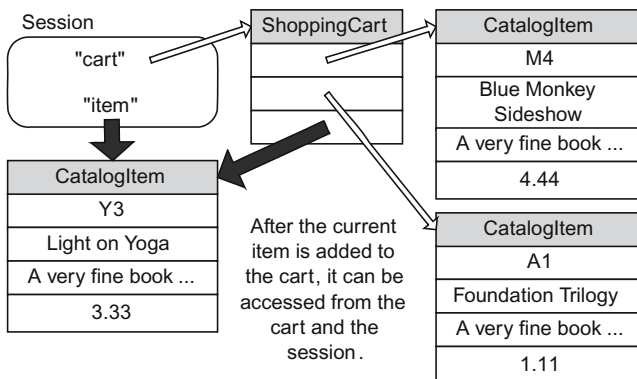 Session
"cart"
"item"
ShoppingCart
CatalogItem
M4
Blue Monkey
Sideshow
A very fine book ...
4.44
CatalogItem
Y3
Light on Yoga
A very fine book ...
3.33
After the current
item is added to
the cart, it can be
accessed from the
cart and the
session.
CatalogItem
A1
Foundation Trilogy
A very fine book ...
1.11